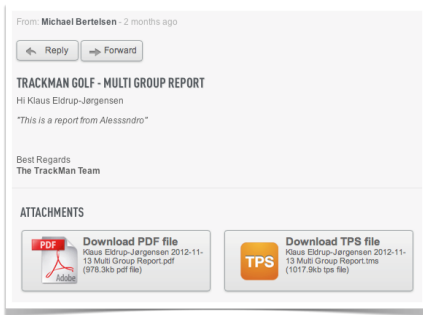 From: Michael Bertelsen - 2 months ago
Reply
Forward
TRACKMAN GOLF - MULTI GROUP REPORT
Hi Klaus Eldrup-Jørgensen
"This is a report from Alesssndro"
Best Regards
The TrackMan Team
ATTACHMENTS
PDF
Adobe
Download PDF file
Klaus Eldrup-Jørgensen 2012-11-
13 Multi Group Report.pdf
(978.3kb pdf file)
TPS
Download TPS file
Klaus Eldrup-Jørgensen 2012-11-
13 Multi Group Report.tms
(1017.9kb tps file)